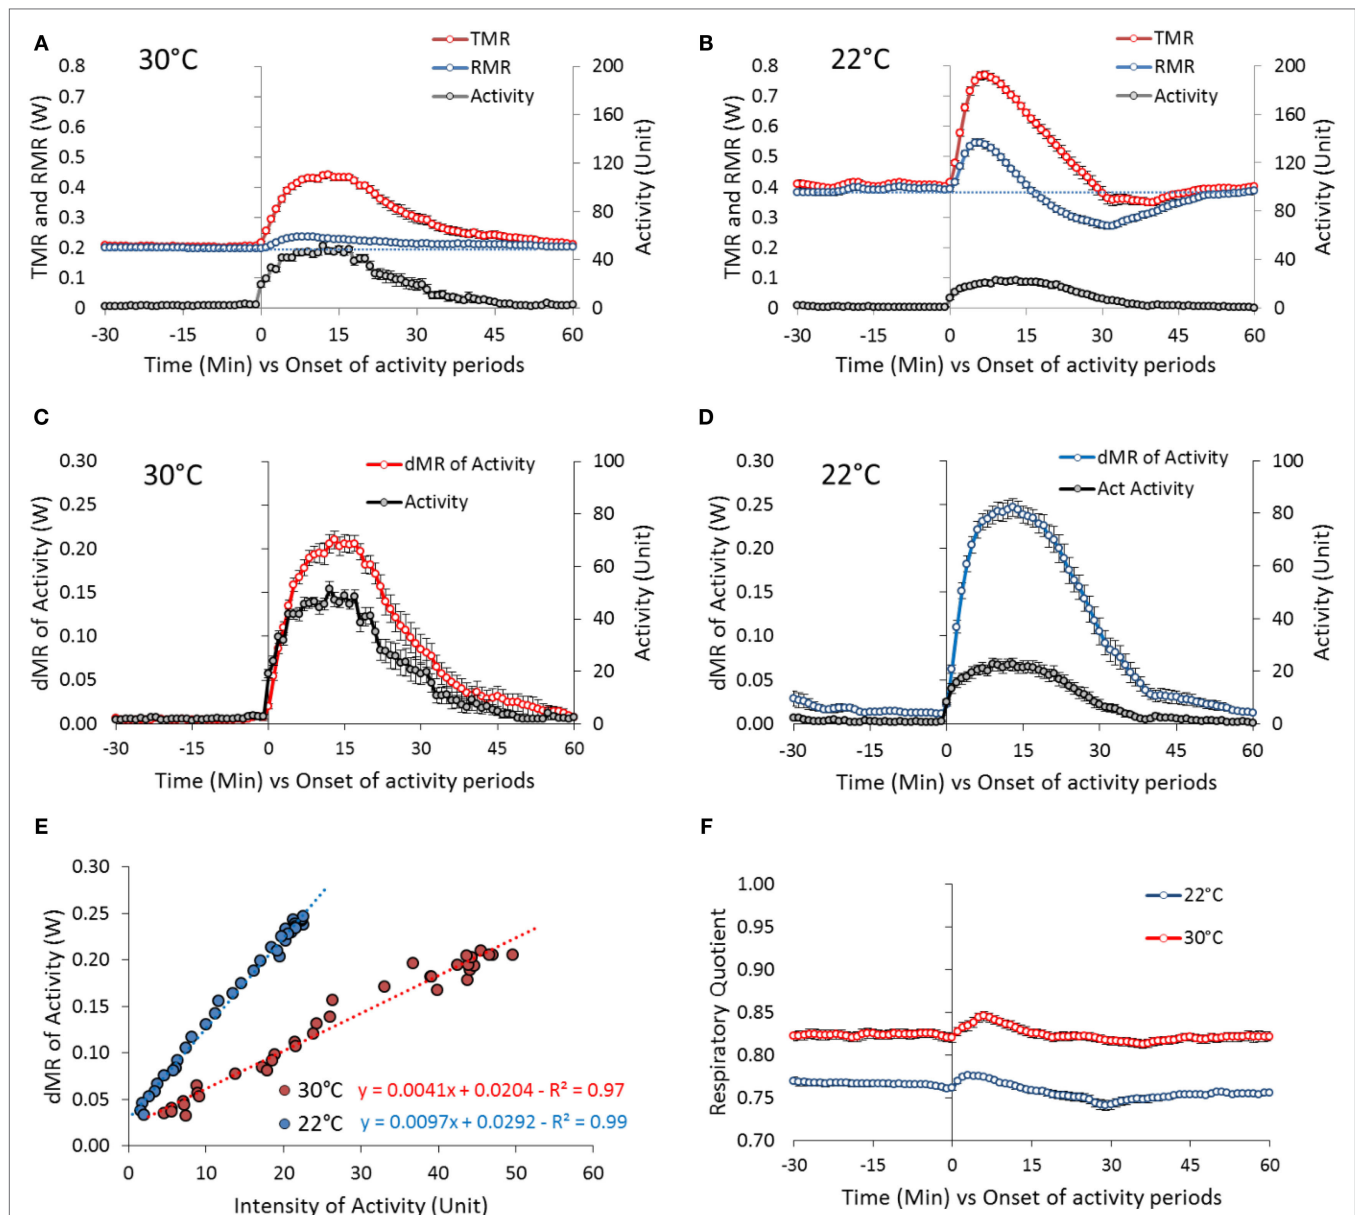 A
30°C
TMR
RMR
Activity
0.8
0.7
0.6
0.5
0.4
0.3
0.2
0.1
0
TMR and RMR (W)
200
160
120
80
40
0
Activity (Unit)
-30 -15 0 15 30 45 60
Time (Min) vs Onset of activity periods
B
22°C
TMR
RMR
Activity
0.8
0.7
0.6
0.5
0.4
0.3
0.2
0.1
0
TMR and RMR (W)
200
160
120
80
40
0
Activity (Unit)
-30 -15 0 15 30 45 60
Time (Min) vs Onset of activity periods
C
30°C
dMR of Activity
Activity
0.30
0.25
0.20
0.15
0.10
0.05
0.00
dMR of Activity (W)
100
80
60
40
20
0
Activity (Unit)
-30 -15 0 15 30 45 60
Time (Min) vs Onset of activity periods
D
22°C
dMR of Activity
Act Activity
0.30
0.25
0.20
0.15
0.10
0.05
0.00
dMR of Activity (W)
100
80
60
40
20
0
Activity (Unit)
-30 -15 0 15 30 45 60
Time (Min) vs Onset of activity periods
E
0.30
0.25
0.20
0.15
0.10
0.05
0.00
dMR of Activity (W)
30°C y = 0.0041x + 0.0204 - R² = 0.97
22°C y = 0.0097x + 0.0292 - R² = 0.99
0 10 20 30 40 50 60
Intensity of Activity (Unit)
F
22°C
30°C
1.00
0.95
0.90
0.85
0.80
0.75
0.70
Respiratory Quotient
-30 -15 0 15 30 45 60
Time (Min) vs Onset of activity periods